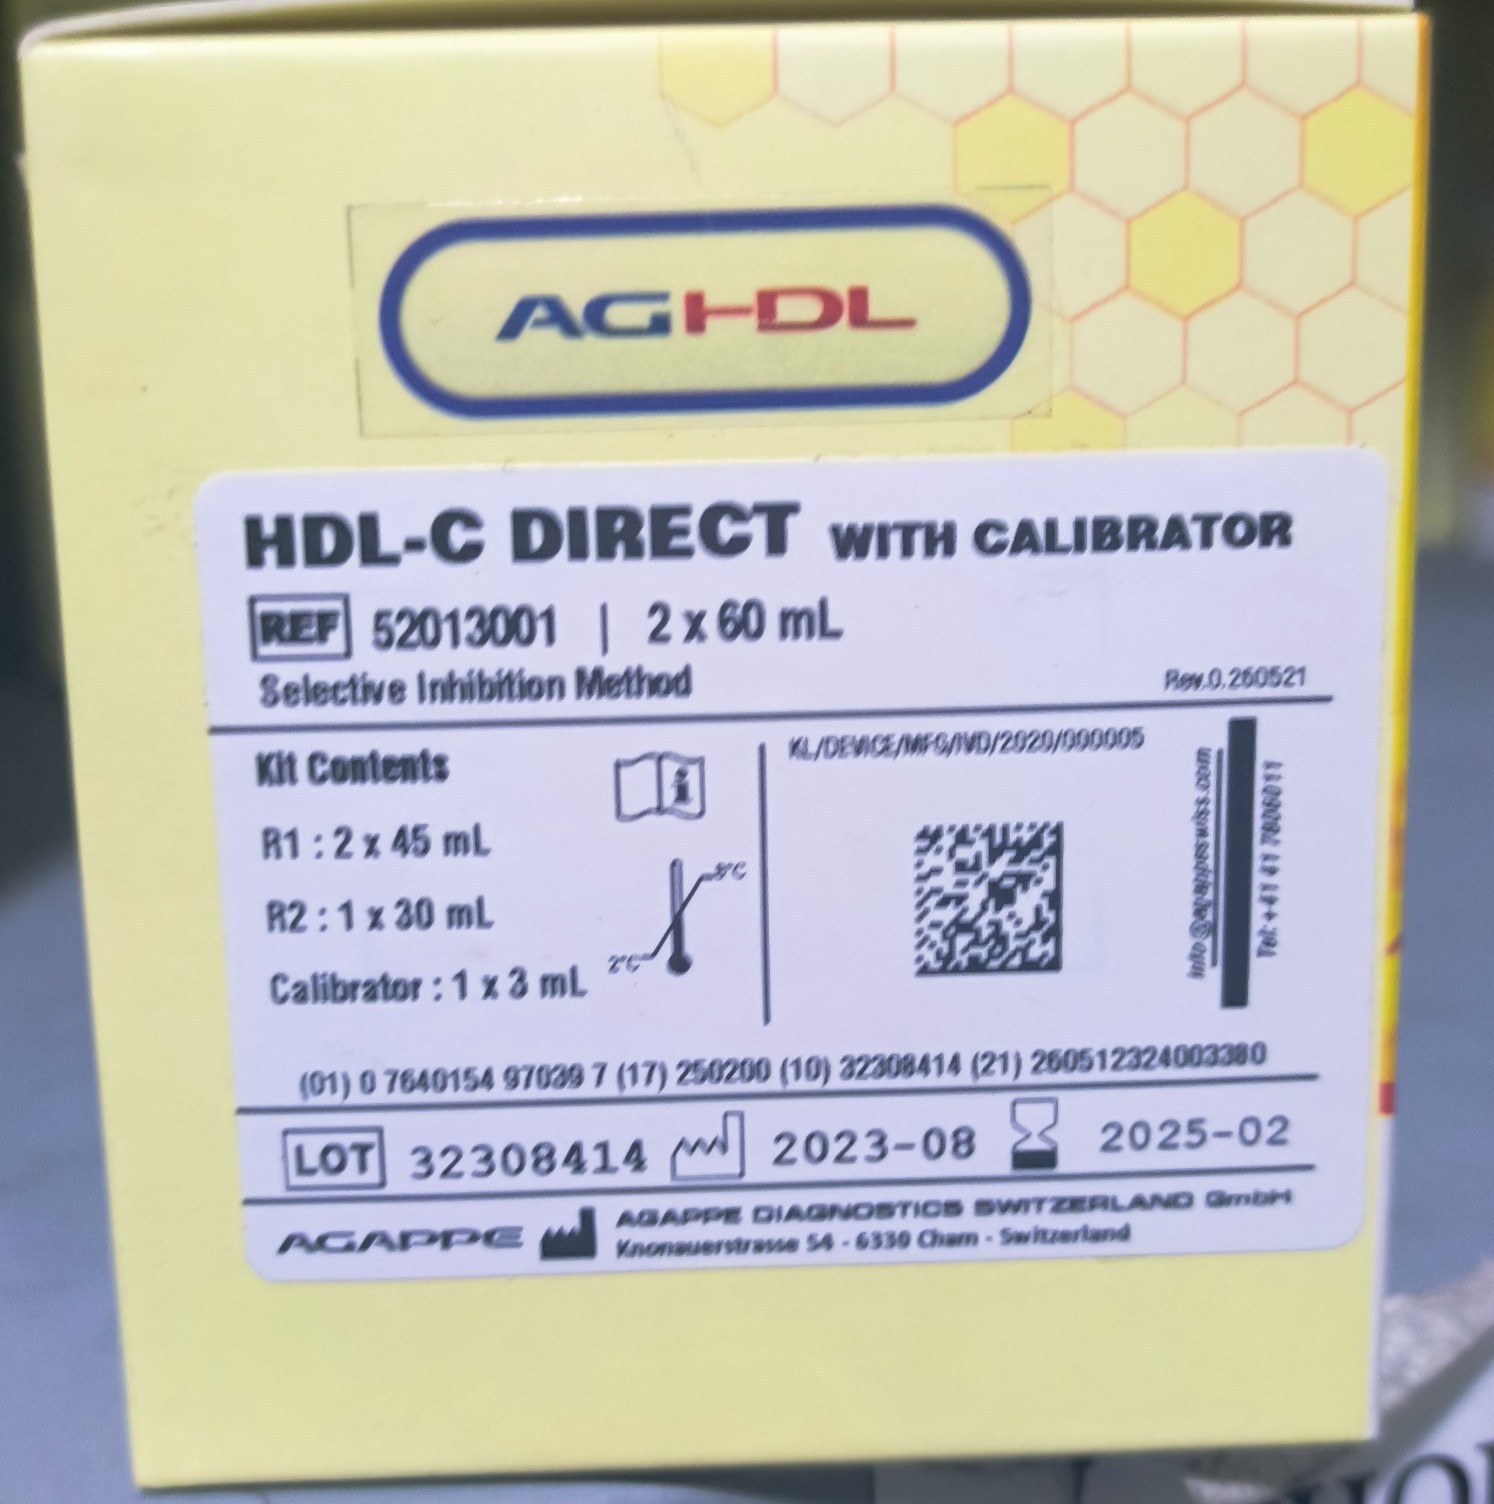 AGHDL
HDL-C DIRECT WITH CALIBRATOR
REF 52013001 | 2 x 60 mL
Selective Inhibition Method
Rev.0.260521
Kit Contents
R1 : 2 x 45 mL
R2 : 1 x 30 mL
Calibrator : 1 x 3 mL
i
8°C
2°C
KL/DEVICE/MFG/IVD/2020/000005
info@agappeswiss.com
Tel: +41 41 7806011
(01) 0 7640154 97039 7 (17) 250200 (10) 32308414 (21) 260512324003380
LOT 32308414 2023-08 2025-02
AGAPPE
AGAPPE DIAGNOSTICS SWITZERLAND GmbH
Knonauerstrasse 54 - 6330 Cham - Switzerland